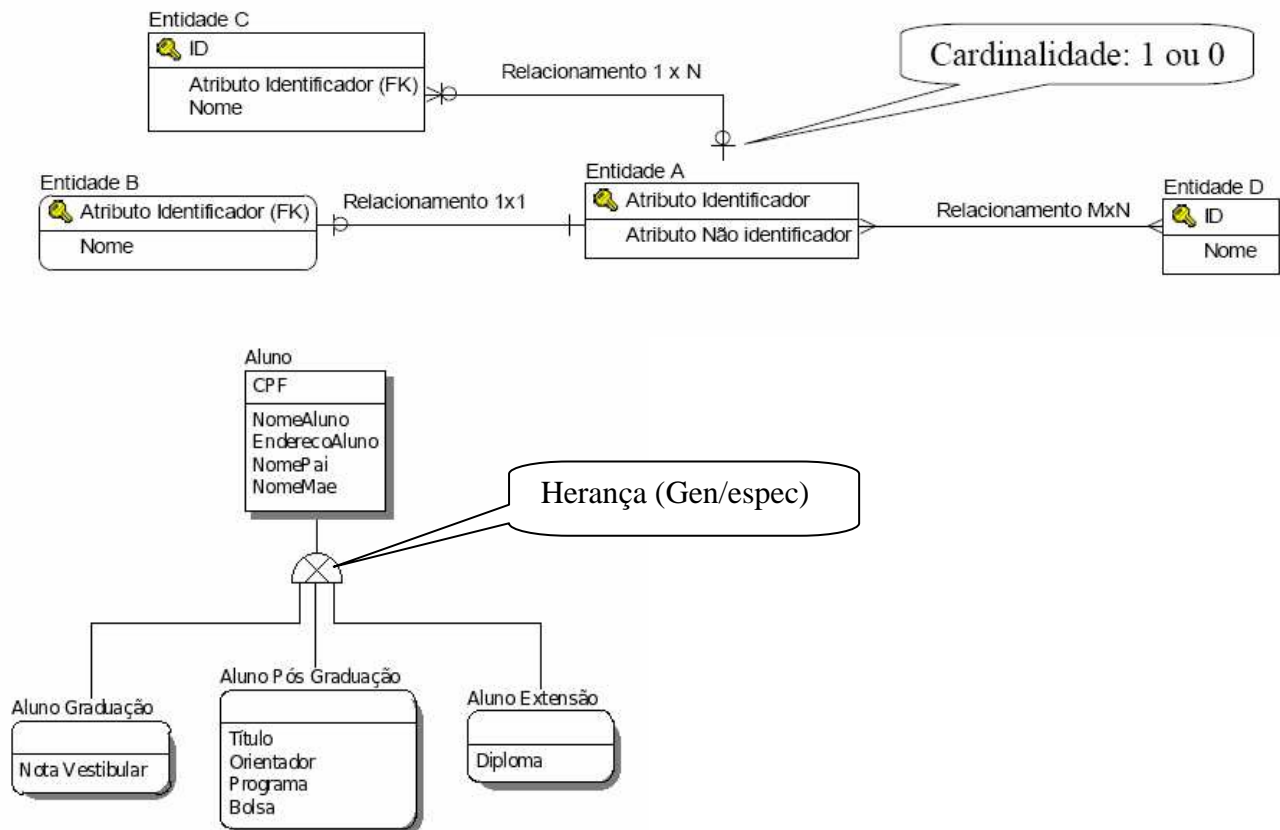 Entidade C
ID
Atributo Identificador (FK)
Nome
Relacionamento 1 x N
Cardinalidade: 1 ou 0
Entidade B
Atributo Identificador (FK)
Nome
Relacionamento 1x1
Entidade A
Atributo Identificador
Atributo Não identificador
Relacionamento MxN
Entidade D
ID
Nome
Aluno
CPF
NomeAluno
EnderecoAluno
NomePai
NomeMae
Herança (Gen/espec)
Aluno Graduação
Nota Vestibular
Aluno Pós Graduação
Título
Orientador
Programa
Bolsa
Aluno Extensão
Diploma